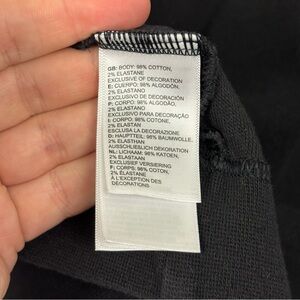 GB: BODY: 98% COTTON,
2% ELASTANE
EXCLUSIVE OF DECORATION
E: CUERPO: 98% ALGODÓN,
2% ELASTANO
EXCLUSIVO DE DECORACIÓN
P: CORPO: 98% ALGODÃO,
2% ELASTANO
EXCLUSIVO PARA DECORAÇÃO
I: CORPO: 98% COTONE,
2% ELASTAN
ESCLUSA LA DECORAZIONE
D: HAUPTTEIL: 98% BAUMWOLLE,
2% ELASTHAN
AUSSCHLIESSLICH DEKORATION
NL: LICHAAM: 98% KATOEN,
2% ELASTAAN
EXCLUSIEF VERSIERING
F: CORPS: 98% COTON,
2% ÉLASTANE
À L'EXCEPTION DES
DÉCORATIONS